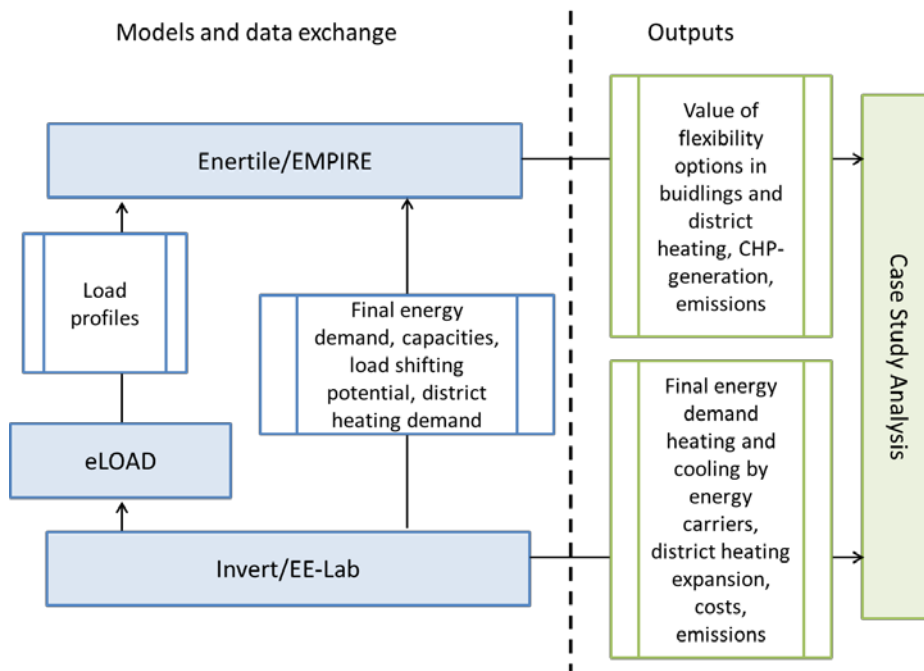 Models and data exchange
Outputs
Enertile/EMPIRE
Value of
flexibility
options in
buidlings and
district
heating, CHP-
generation,
emissions
Load
profiles
Final energy
demand, capacities,
load shifting
potential, district
heating demand
Case Study Analysis
eLOAD
Final energy
demand
heating and
cooling by
energy
carriers,
district heating
expansion,
costs,
emissions
Invert/EE-Lab